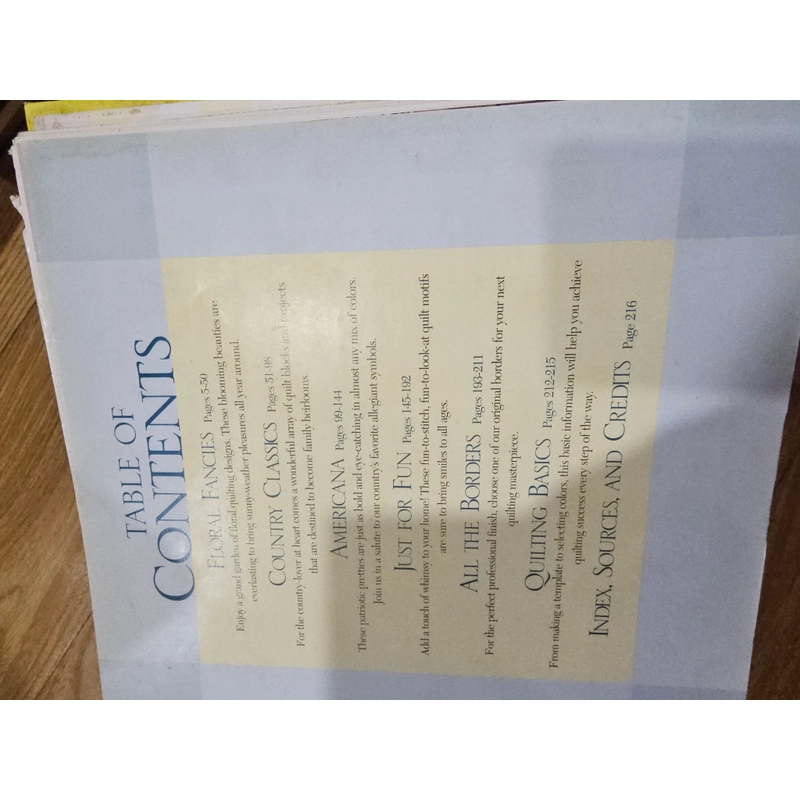 TABLE OF
CONTENTS
FLORAL FANCIES Pages 5-50
Enjoy a grand garden of floral quilting designs. These blooming beauties are
everlasting to bring sunny-weather pleasures all year around.
COUNTRY CLASSICS Pages 51-98
For the country-lover at heart comes a wonderful array of quilt blocks and projects
that are destined to become family heirlooms.
AMERICANA Pages 99-144
These patriotic pretties are just as bold and eye-catching in almost any mix of colors.
Join us in a salute to our country's favorite allegiant symbols.
JUST FOR FUN Pages 145-192
Add a touch of whimsy to your home! These fun-to-stitch, fun-to-look-at quilt motifs
are sure to bring smiles to all ages.
ALL THE BORDERS Pages 193-211
For the perfect professional finish, choose one of our original borders for your next
quilting masterpiece.
QUILTING BASICS Pages 212-215
From making a template to selecting colors, this basic information will help you achieve
quilting success every step of the way.
INDEX, SOURCES, AND CREDITS Page 216